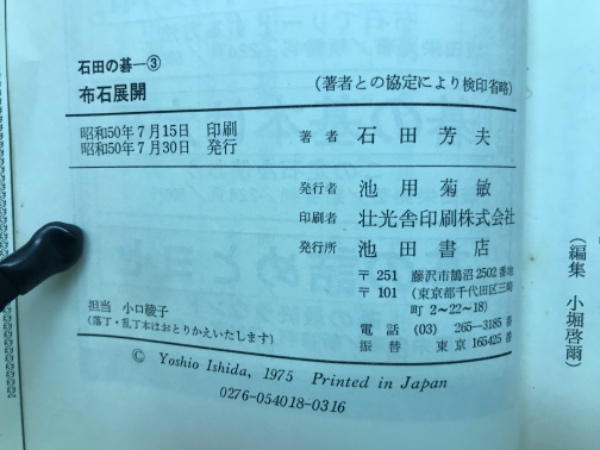 石田の碁―③
布石展開
(著者との協定により検印省略)
昭和50年7月15日 印刷
昭和50年7月30日 発行
著者 石田芳夫
発行者 池用菊敏
印刷者 壮光舎印刷株式会社
発行所 池田書店
〒251 藤沢市鵠沼2502番地
〒101 (東京都千代田区三崎
町2-22-18)
電話 (03) 265-3185番
振替 東京165425番
担当 小口綾子
(落丁・乱丁本はおとりかえいたします)
© Yoshio Ishida, 1975 Printed in Japan
0276-054018-0316
(編集 小堀啓爾)